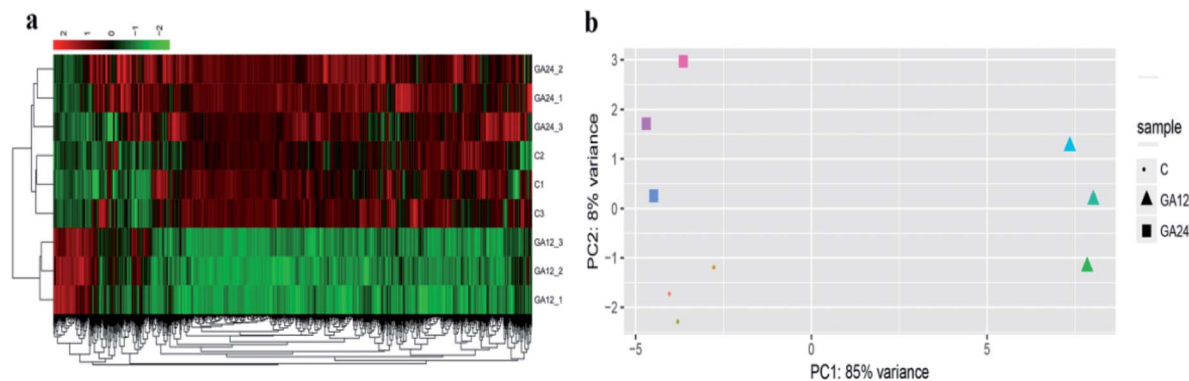 a
2 1 0 -1 -2
GA24_2
GA24_1
GA24_3
C2
C1
C3
GA12_3
GA12_2
GA12_1
b
PC2: 8% variance
3
2
1
0
-1
-2
-5 0 5
PC1: 85% variance
sample
C
GA12
GA24